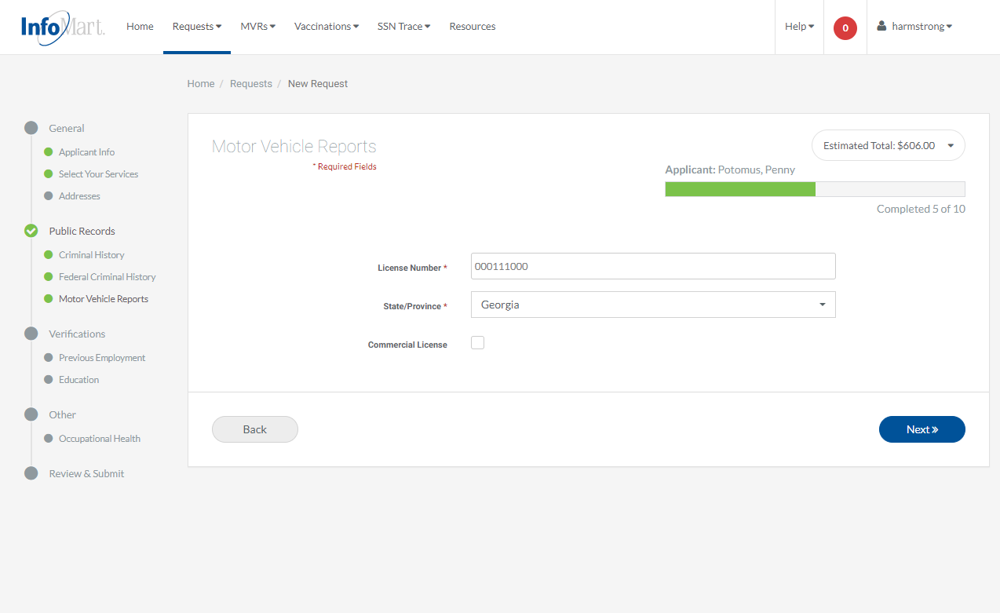 InfoMart.
Home
Requests
MVRs
Vaccinations
SSN Trace
Resources
Help
0
harmstrong
Home / Requests / New Request
General
Applicant Info
Select Your Services
Addresses
Public Records
Criminal History
Federal Criminal History
Motor Vehicle Reports
Verifications
Previous Employment
Education
Other
Occupational Health
Review & Submit
Motor Vehicle Reports
* Required Fields
Estimated Total: $606.00
Applicant: Potomus, Penny
Completed 5 of 10
License Number *
000111000
State/Province *
Georgia
Commercial License
Back
Next »